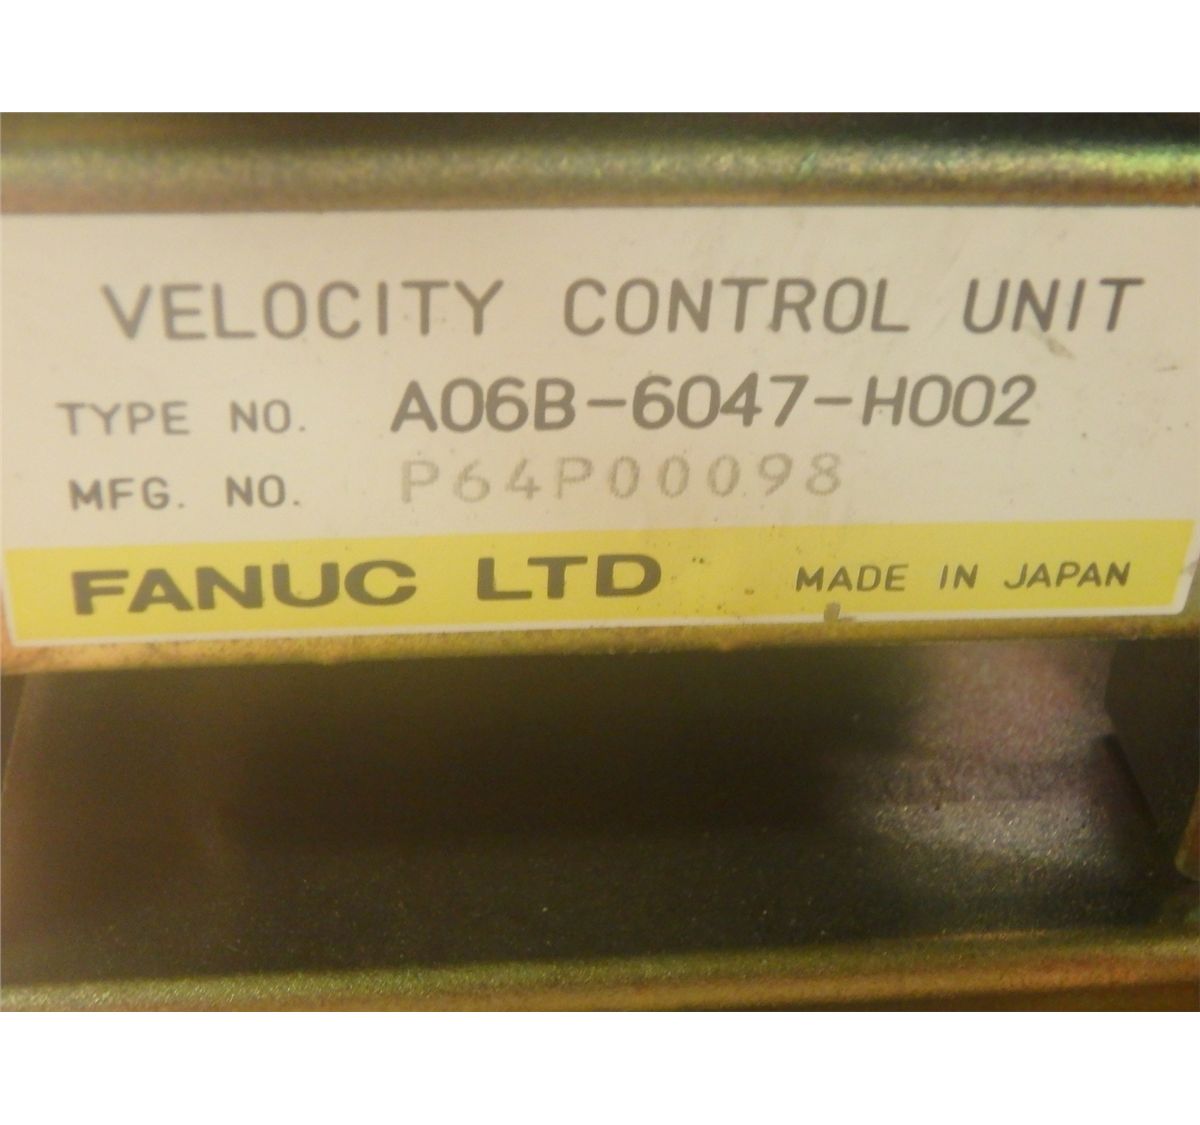 VELOCITY CONTROL UNIT
TYPE NO. A06B-6047-H002
MFG. NO. P64P00098
FANUC LTD MADE IN JAPAN